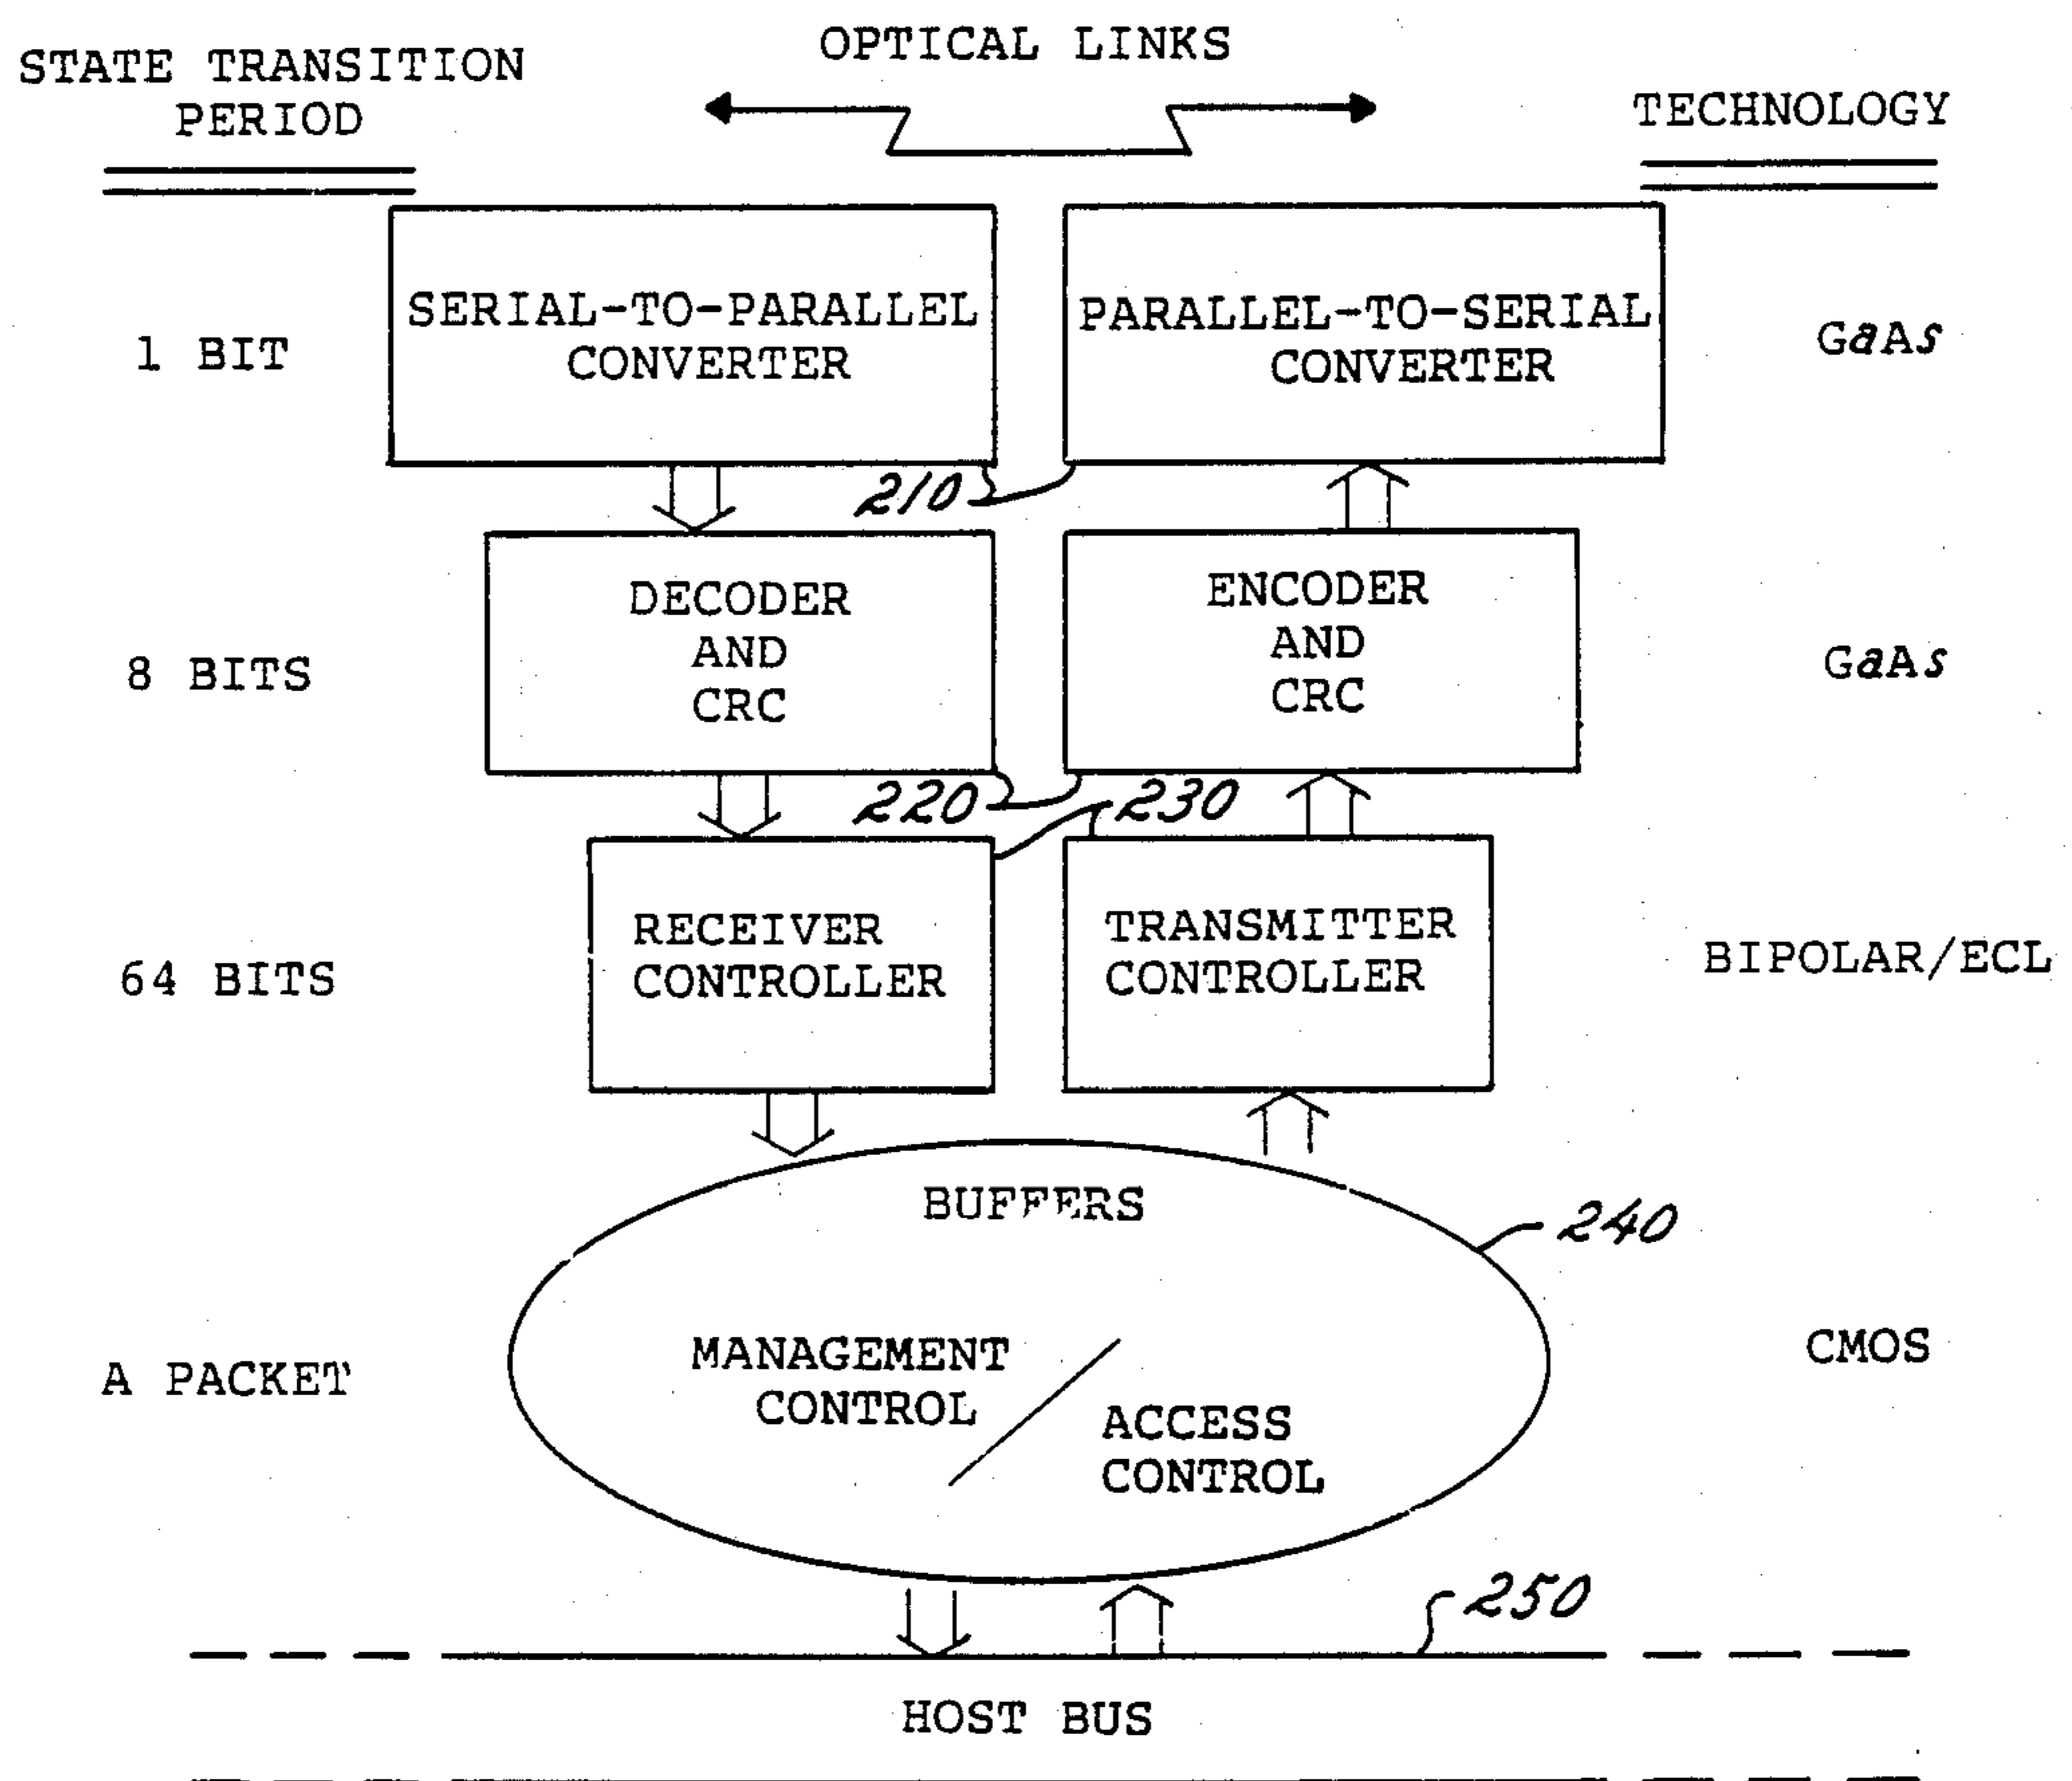 OPTICAL LINKS
STATE TRANSITION
PERIOD
TECHNOLOGY
1 BIT
SERIAL-TO-PARALLEL
CONVERTER
PARALLEL-TO-SERIAL
CONVERTER
GaAs
210
8 BITS
DECODER
AND
CRC
ENCODER
AND
CRC
GaAs
220
230
64 BITS
RECEIVER
CONTROLLER
TRANSMITTER
CONTROLLER
BIPOLAR/ECL
BUFFERS
240
A PACKET
MANAGEMENT
CONTROL
ACCESS
CONTROL
CMOS
250
HOST BUS